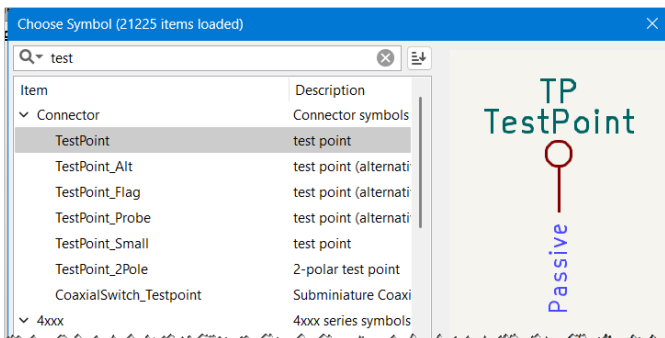 Choose Symbol (21225 items loaded)
test
Item Description
Connector Connector symbols
TestPoint test point
TestPoint_Alt test point (alternati
TestPoint_Flag test point (alternati
TestPoint_Probe test point (alternati
TestPoint_Small test point
TestPoint_2Pole 2-polar test point
CoaxialSwitch_Testpoint Subminiature Coaxi
4xxx 4xxx series symbols
TP
TestPoint
Passive